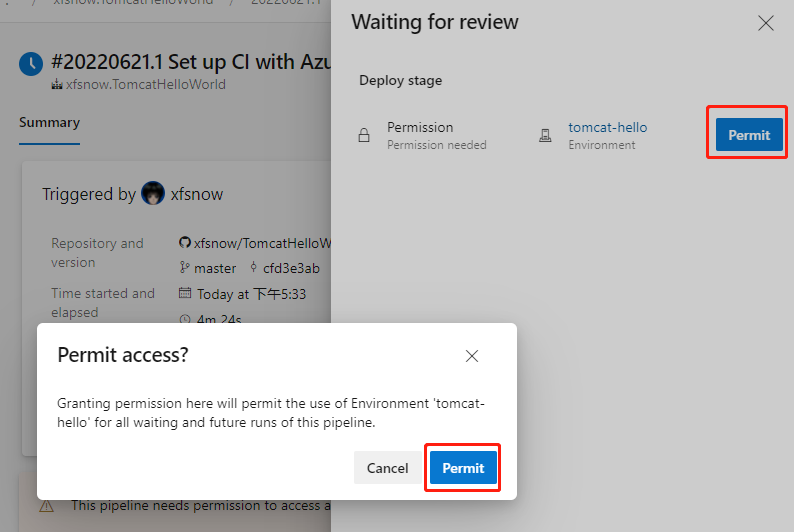 xfsnow.TomcatHelloWorld / 20220621.1
#20220621.1 Set up CI with Azu
xfsnow.TomcatHelloWorld
Summary
Triggered by xfsnow
Repository and
version
xfsnow/TomcatHelloW
master cfd3e3ab
Time started and
elapsed
Today at 下午5:33
4m 24s
This pipeline needs permission to access a
Waiting for review
Deploy stage
Permission
Permission needed
tomcat-hello
Environment
Permit
Permit access?
Granting permission here will permit the use of Environment 'tomcat-
hello' for all waiting and future runs of this pipeline.
Cancel
Permit